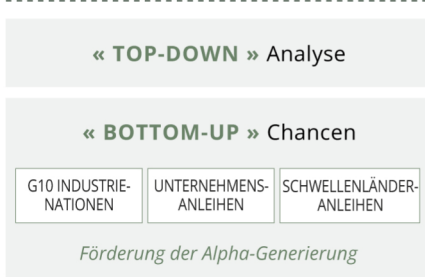 « TOP-DOWN » Analyse
« BOTTOM-UP » Chancen
G10 INDUSTRIE-
NATIONEN
UNTERNEHMENS-
ANLEIHEN
SCHWELLENLÄNDER-
ANLEIHEN
Förderung der Alpha-Generierung